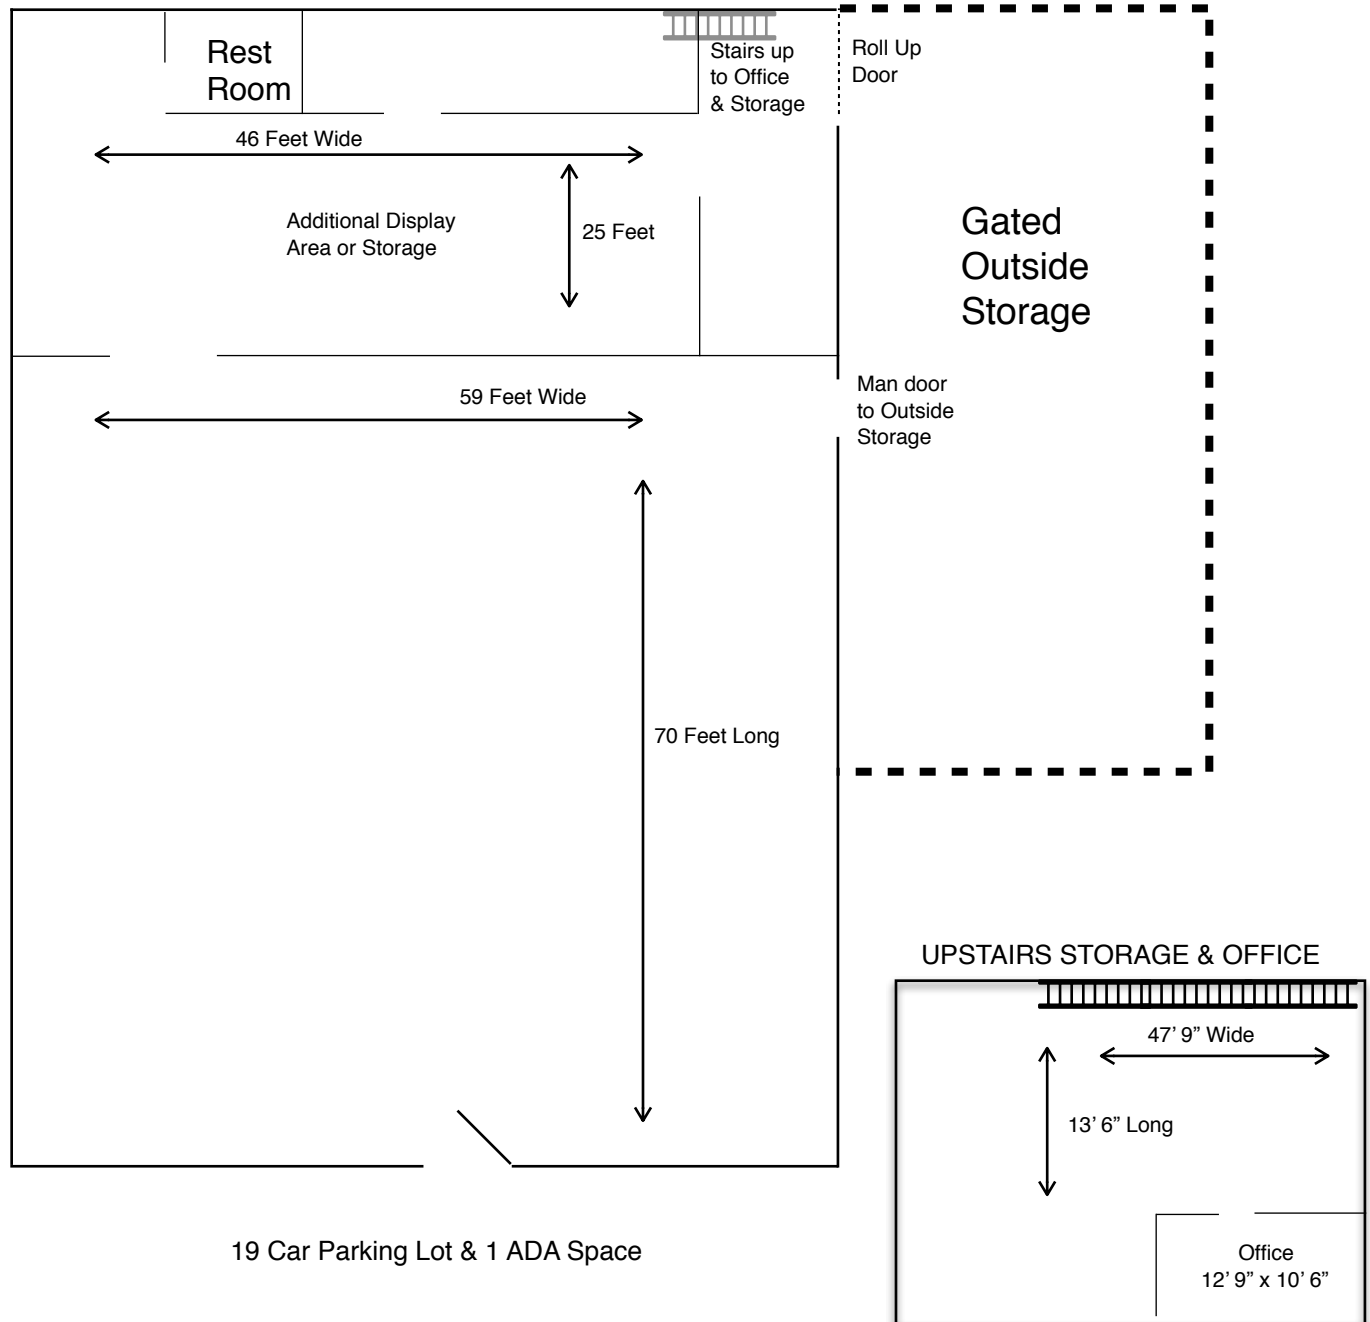 Rest
Room
Stairs up
to Office
& Storage
Roll Up
Door
46 Feet Wide
Additional Display
Area or Storage
25 Feet
Gated
Outside
Storage
59 Feet Wide
Man door
to Outside
Storage
70 Feet Long
UPSTAIRS STORAGE & OFFICE
47’ 9” Wide
13’ 6” Long
Office
12’ 9” x 10’ 6”
19 Car Parking Lot & 1 ADA Space